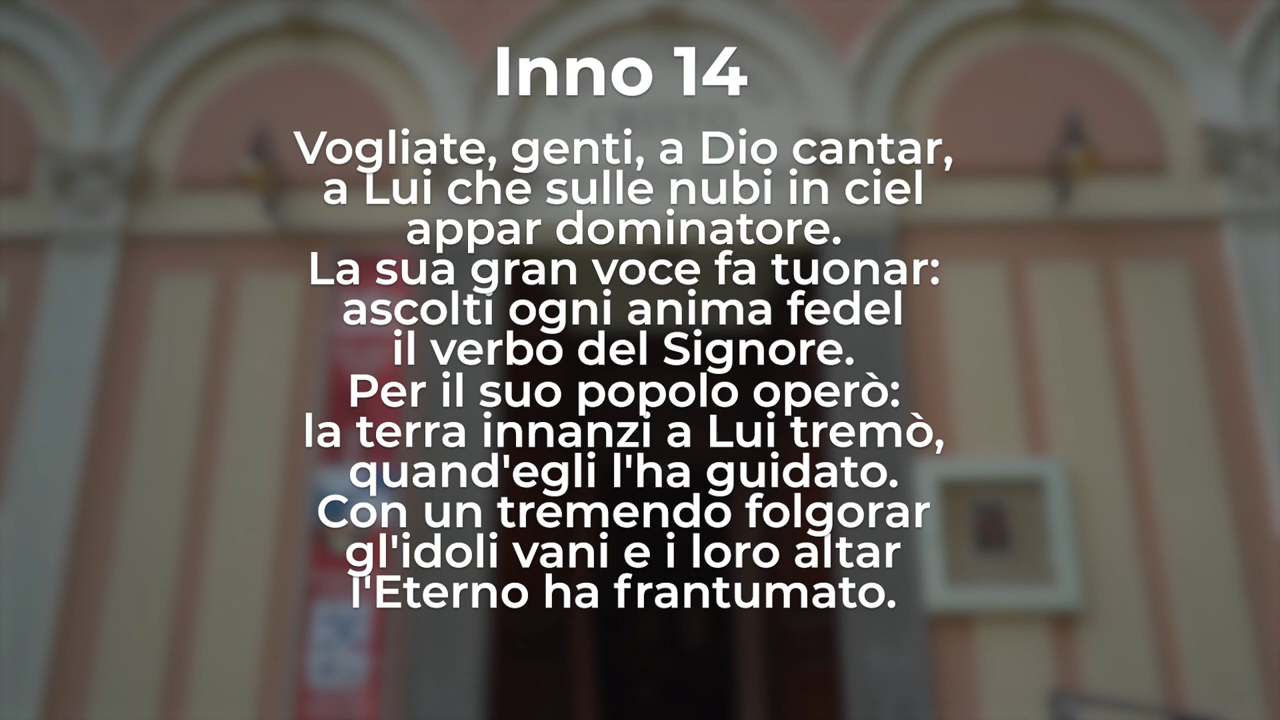 Inno 14
Vogliate, genti, a Dio cantar,
a Lui che sulle nubi in ciel
appar dominatore.
La sua gran voce fa tuonar:
ascolti ogni anima fedel
il verbo del Signore.
Per il suo popolo operò:
la terra innanzi a Lui tremò,
quand'egli l'ha guidato.
Con un tremendo folgorar
gl'idoli vani e i loro altar
l'Eterno ha frantumato.